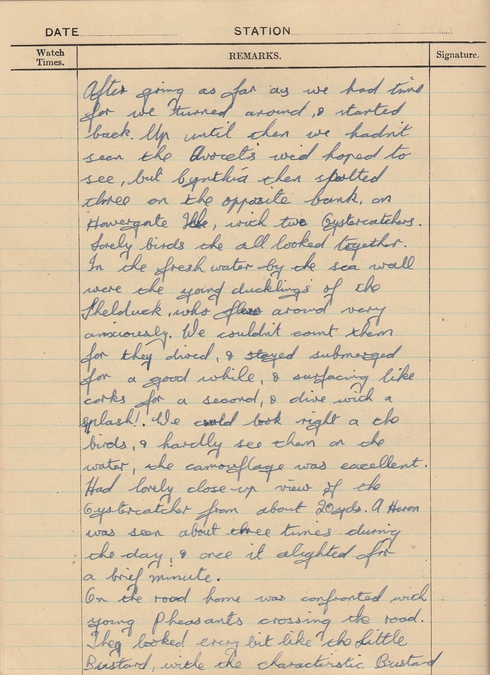 DATE STATION
Watch Times. REMARKS. Signature.
After going as far as we had time
for we turned around, & started
back. Up until then we hadn't
seen the Avocets we'd hoped to
see, but Cynthia then spotted
three on the opposite bank, on
Havergate, with two Oystercatchers.
Lovely birds the all looked together.
In the fresh water by the sea wall
were the young ducklings of the
Shelduck, who flew around very
anxiously. We couldn't count them
for they dived, & stayed submerged
for a good while, & surfacing like
corks for a second, & dive with a
splash!. We could look right a the
birds, & hardly see them on the
water, the camouflage was excellent.
Had lovely close-up view of the
Oystercatcher from about 20yds. A Heron
was seen about three times during
the day, & once it alighted for
a brief minute.
On the road home was confronted with
young Pheasants crossing the road.
They looked every bit like the Little
Bustard, withe the characteristic Bustard